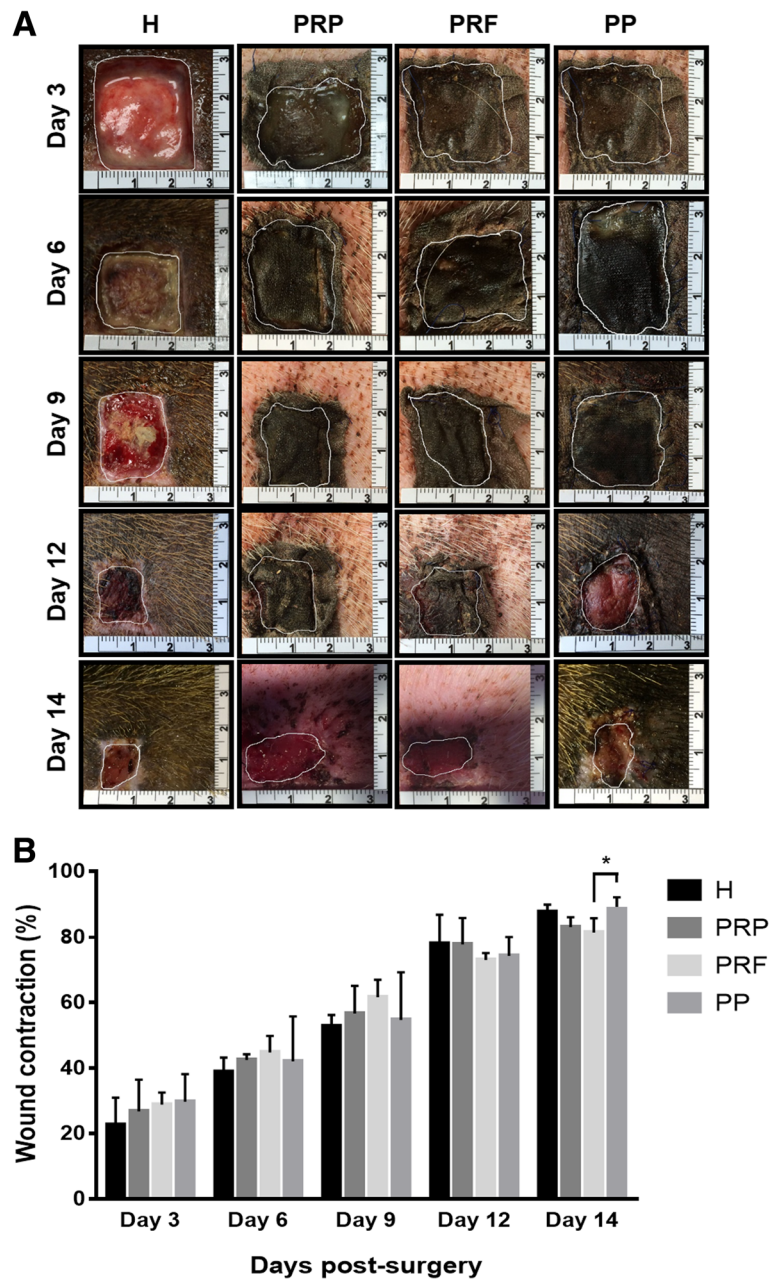 A
H PRP PRF PP
Day 3
Day 6
Day 9
Day 12
Day 14
B
100
80
60
40
20
0
Wound contraction (%)
*
H
PRP
PRF
PP
Day 3 Day 6 Day 9 Day 12 Day 14
Days post-surgery